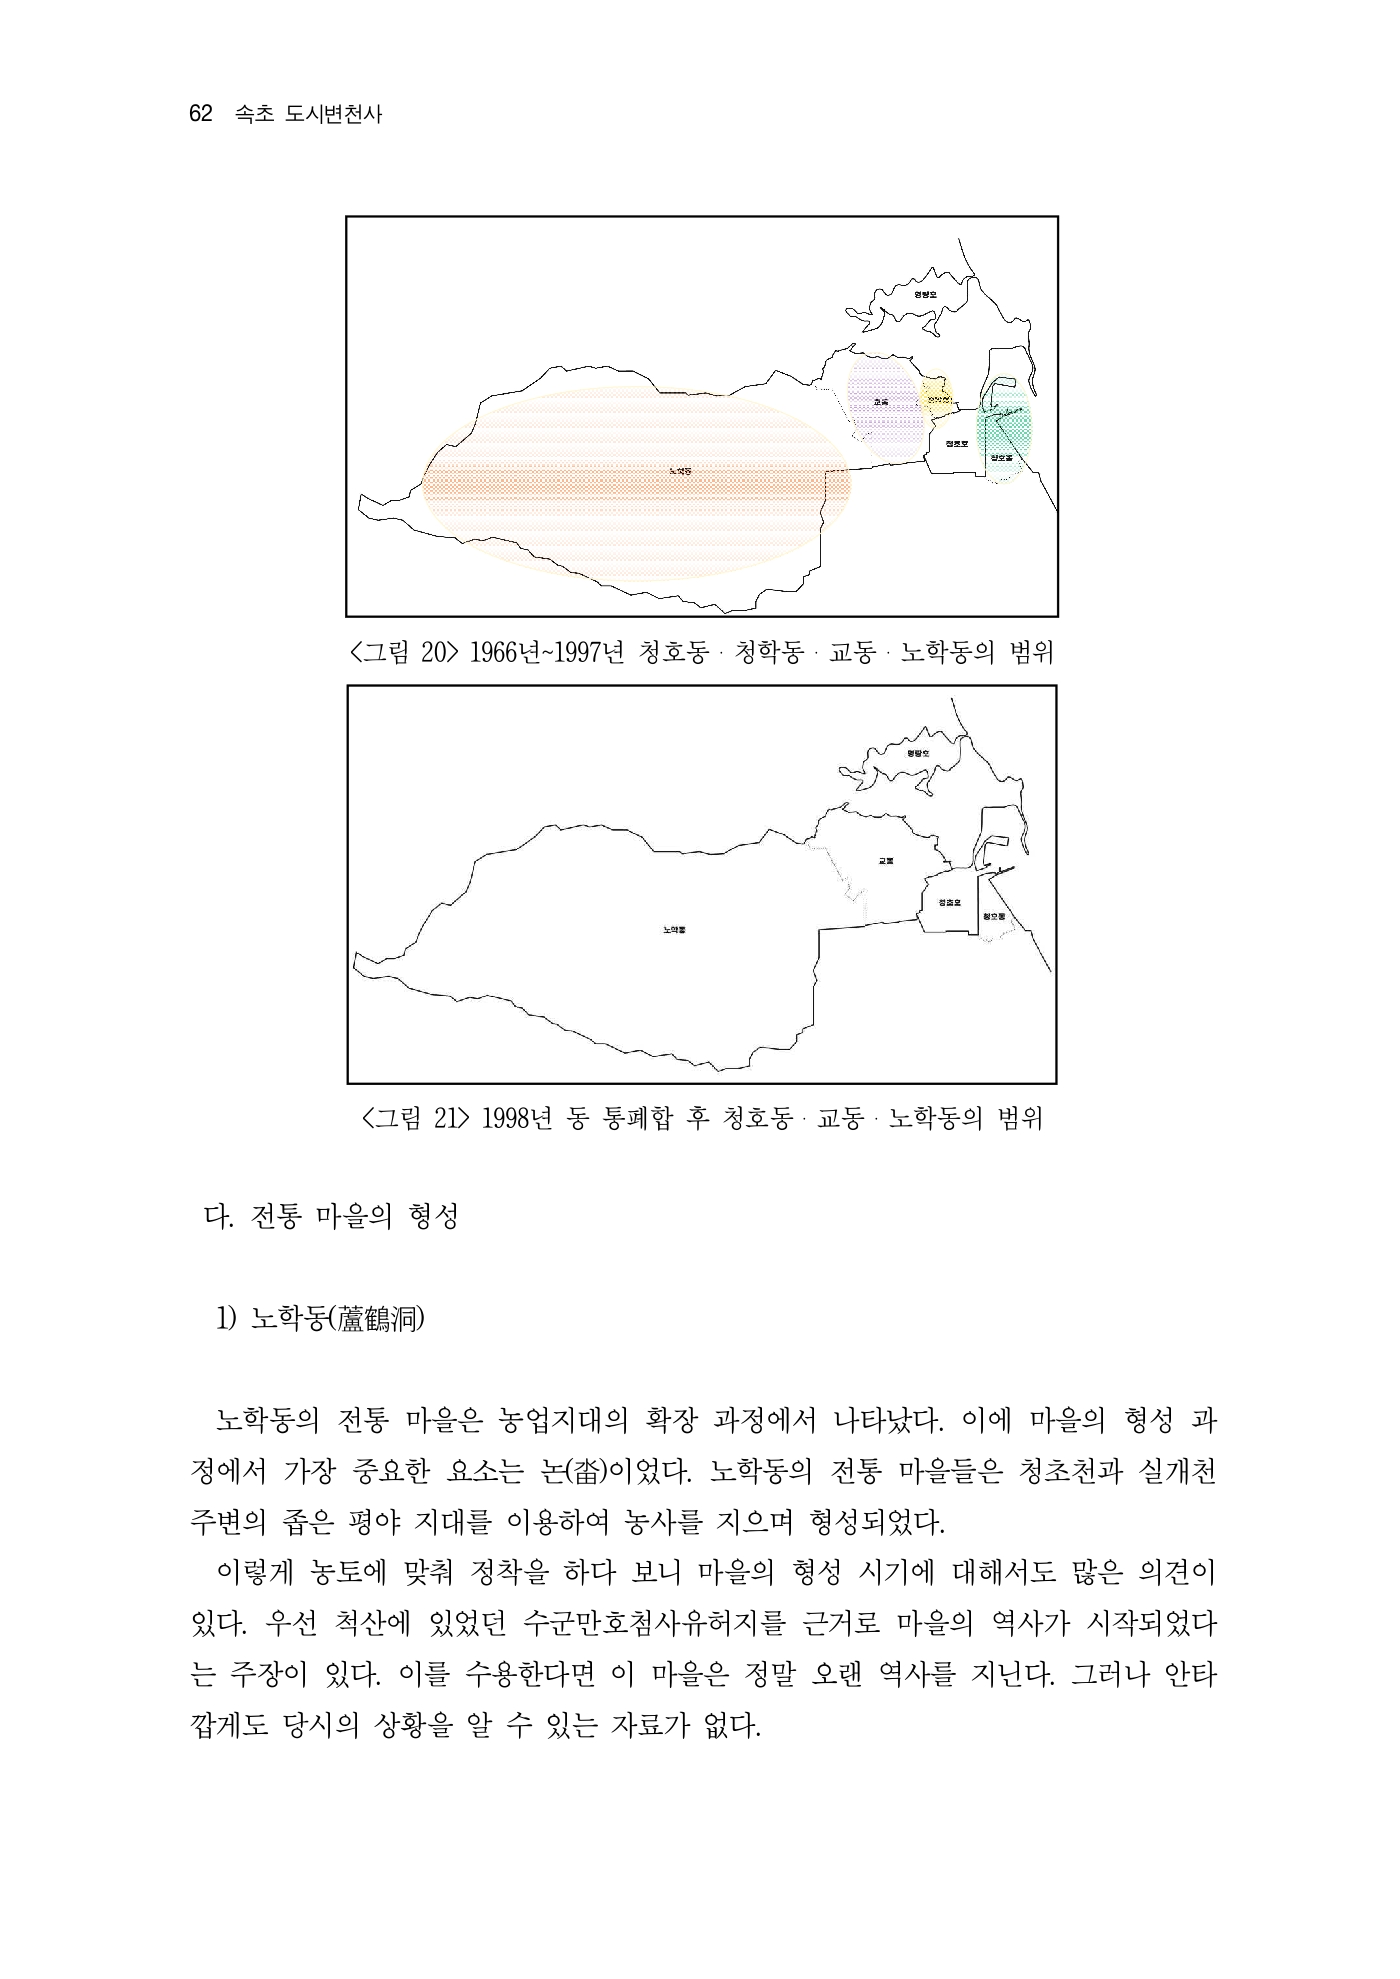 62 속초 도시변천사
영랑호
교동
청학동
청초호
청호동
노학동
<그림 20> 1966년~1997년 청호동 · 청학동 · 교동 · 노학동의 범위
영랑호
교동
청초호
청호동
노학동
<그림 21> 1998년 동 통폐합 후 청호동 · 교동 · 노학동의 범위
다. 전통 마을의 형성
1) 노학동(蘆鶴洞)
노학동의 전통 마을은 농업지대의 확장 과정에서 나타났다. 이에 마을의 형성 과
정에서 가장 중요한 요소는 논(畓)이었다. 노학동의 전통 마을들은 청초천과 실개천
주변의 좁은 평야 지대를 이용하여 농사를 지으며 형성되었다.
이렇게 농토에 맞춰 정착을 하다 보니 마을의 형성 시기에 대해서도 많은 의견이
있다. 우선 척산에 있었던 수군만호첨사유허지를 근거로 마을의 역사가 시작되었다
는 주장이 있다. 이를 수용한다면 이 마을은 정말 오랜 역사를 지닌다. 그러나 안타
깝게도 당시의 상황을 알 수 있는 자료가 없다.